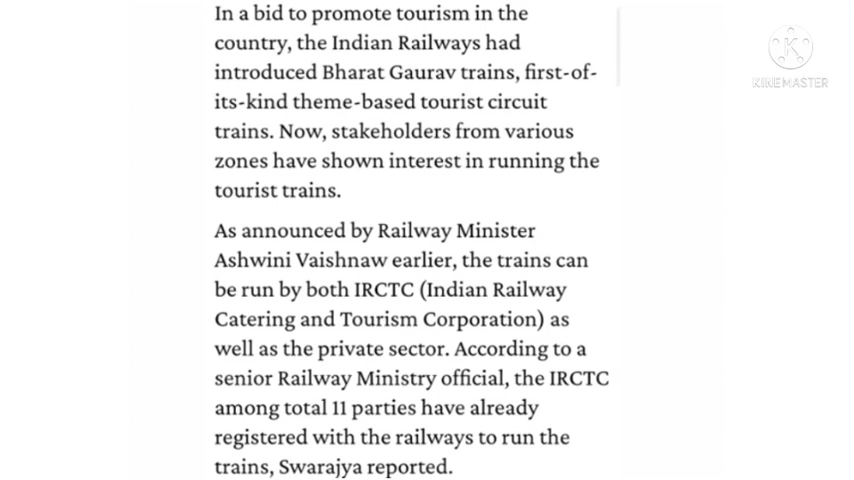 In a bid to promote tourism in the
country, the Indian Railways had
introduced Bharat Gaurav trains, first-of-
its-kind theme-based tourist circuit
trains. Now, stakeholders from various
zones have shown interest in running the
tourist trains.
As announced by Railway Minister
Ashwini Vaishnaw earlier, the trains can
be run by both IRCTC (Indian Railway
Catering and Tourism Corporation) as
well as the private sector. According to a
senior Railway Ministry official, the IRCTC
among total 11 parties have already
registered with the railways to run the
trains, Swarajya reported.
K
KINEMASTER